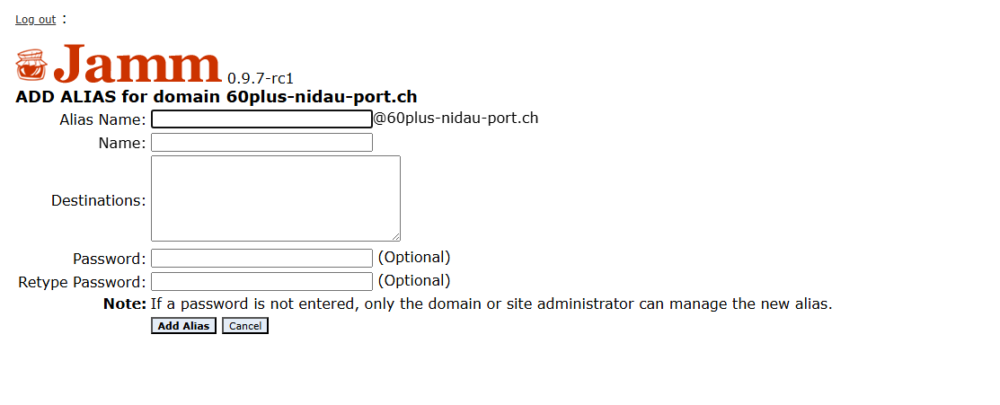 Log out :
Jamm 0.9.7-rc1
ADD ALIAS for domain 60plus-nidau-port.ch
Alias Name: @60plus-nidau-port.ch
Name:
Destinations:
Password: (Optional)
Retype Password: (Optional)
Note: If a password is not entered, only the domain or site administrator can manage the new alias.
Add Alias Cancel